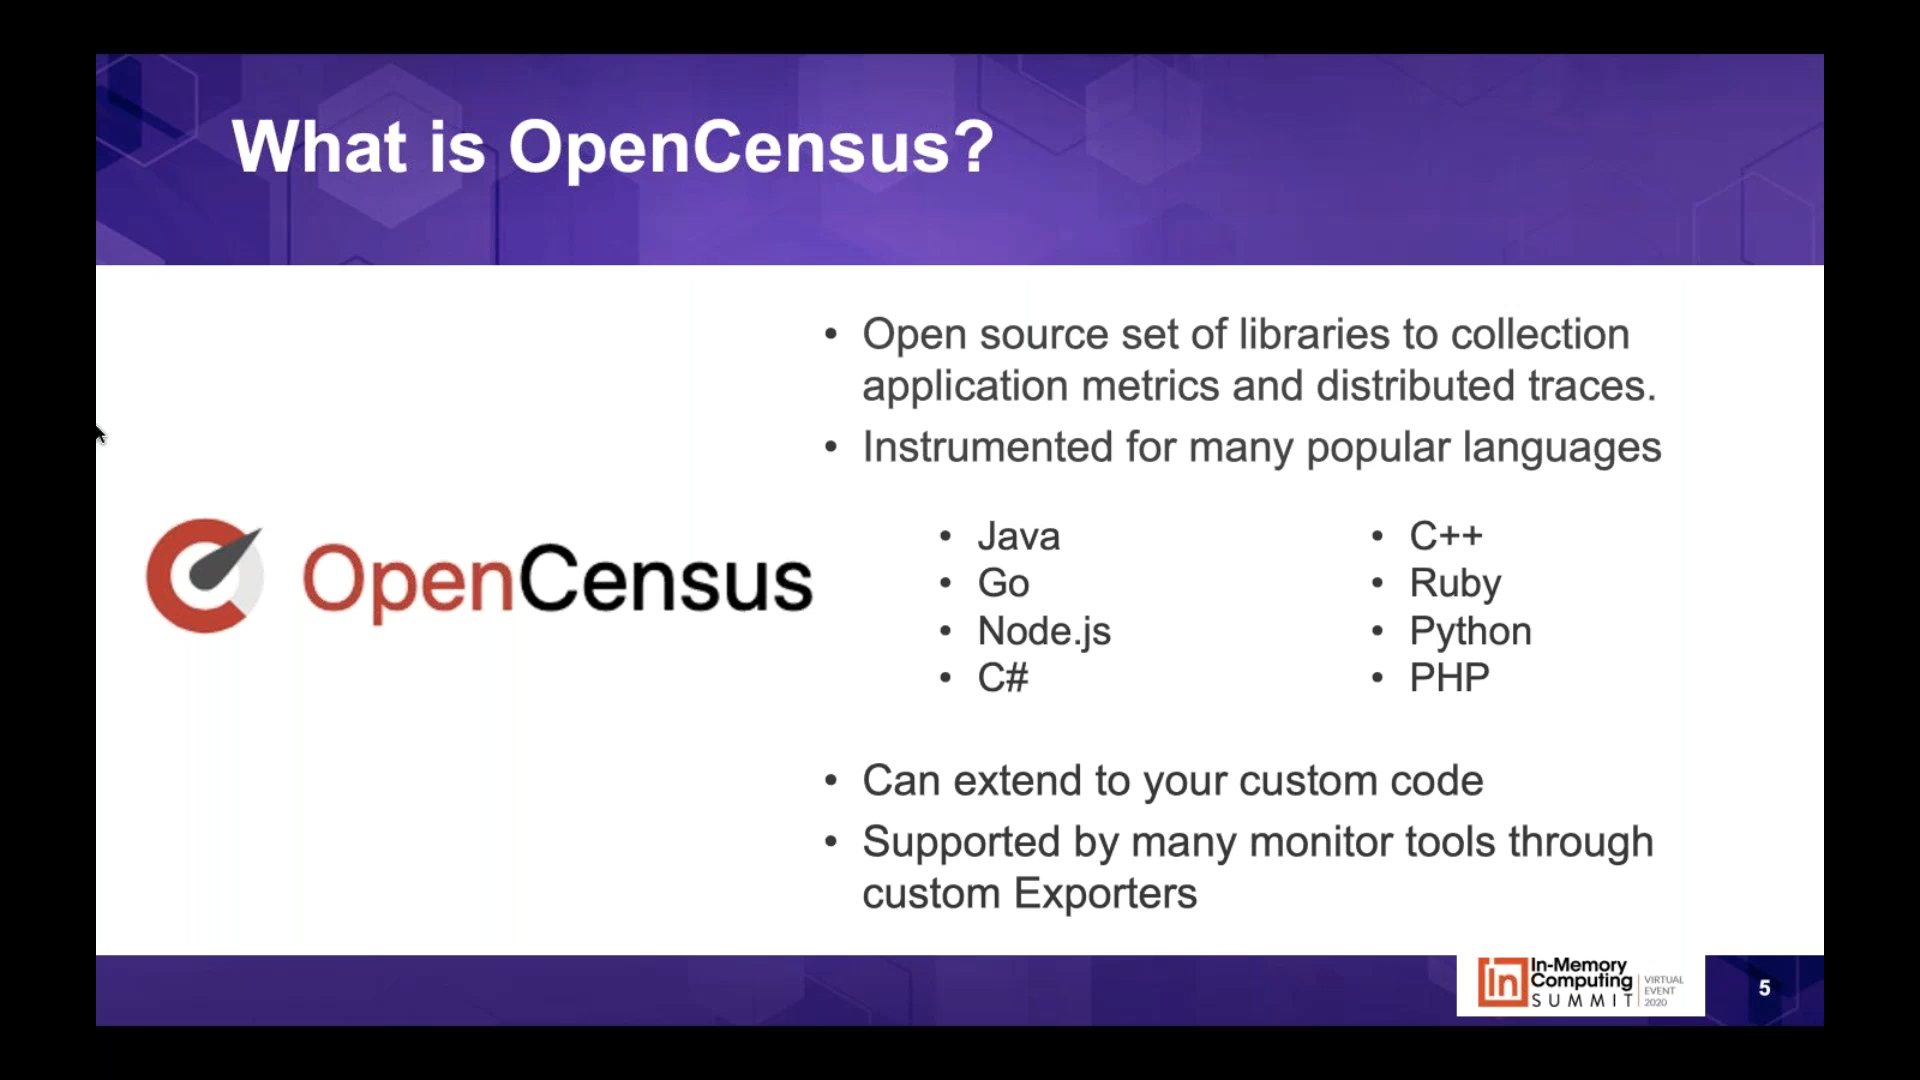 What is OpenCensus?
• Open source set of libraries to collection
application metrics and distributed traces.
• Instrumented for many popular languages
• Java
• Go
• Node.js
• C#
• C++
• Ruby
• Python
• PHP
• Can extend to your custom code
• Supported by many monitor tools through
custom Exporters
OpenCensus
In
In-Memory
Computing
SUMMIT
VIRTUAL
EVENT
2020
5